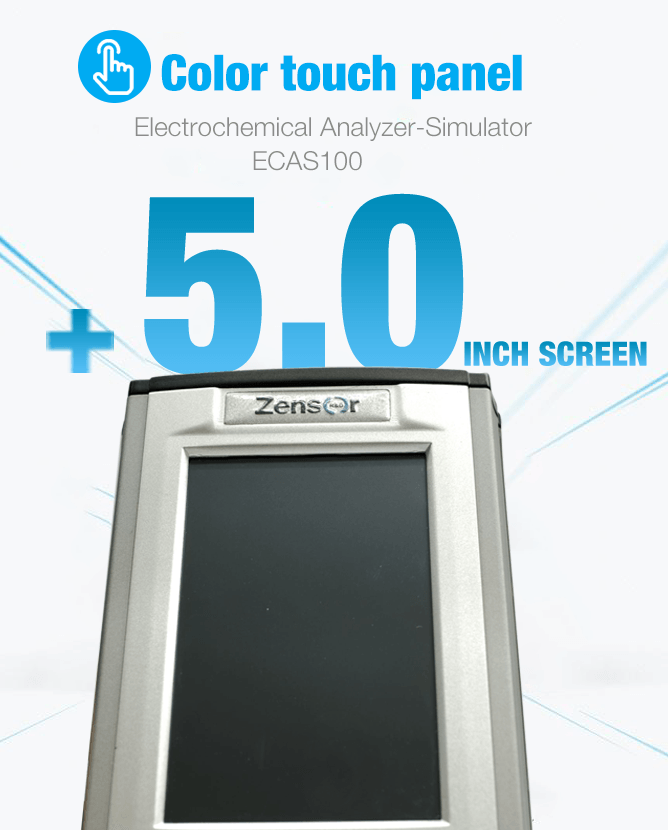 Color touch panel
Electrochemical Analyzer-Simulator
ECAS100
+5.0 INCH SCREEN
Zensor R&D